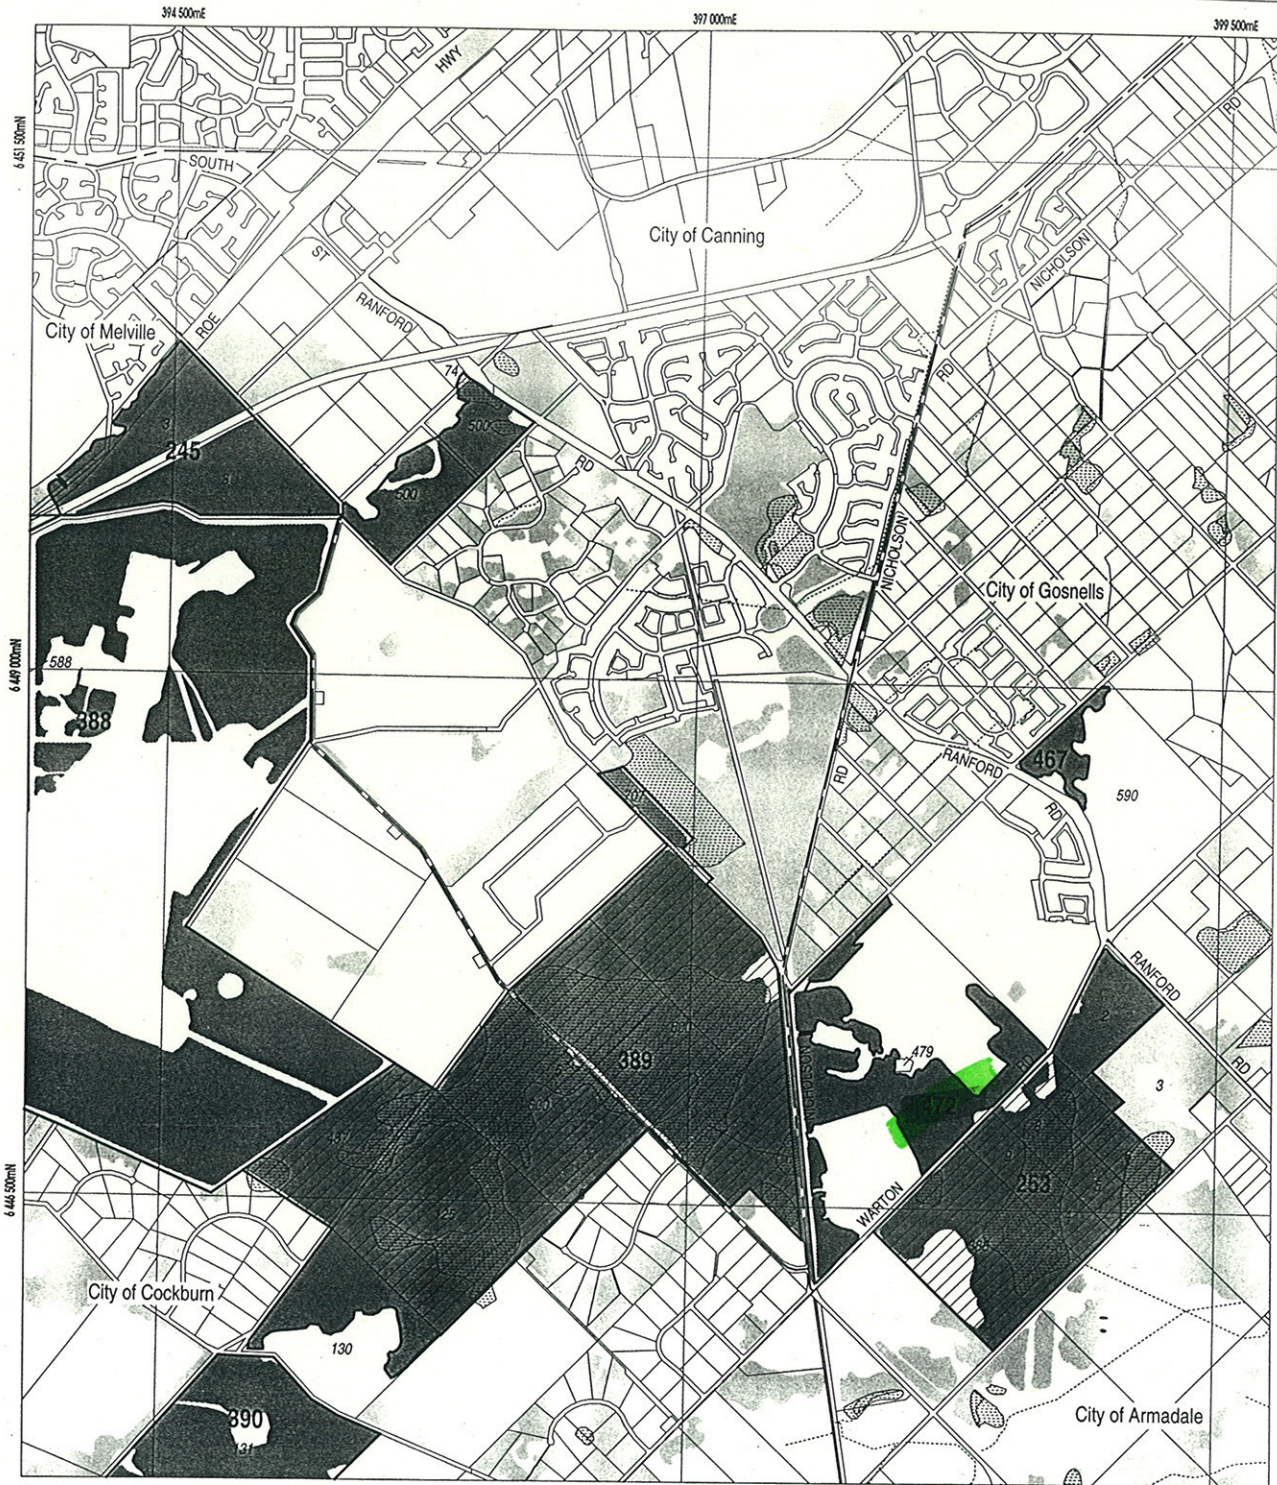 394 500mE
397 000mE
399 500mE
6 451 500mN
HWY
RD
SOUTH
City of Canning
NICHOLSON
ST
RANFORD
ROE
City of Melville
RD
74
3
500
245
RD
500
NICHOLSON
City of Gosnells
6 449 000mN
588
388
RANFORD
467
RD
590
RD
RANFORD
2
479
389
RD
3
472
253
6 446 500mN
WARTON
City of Cockburn
130
390
131
City of Armadale